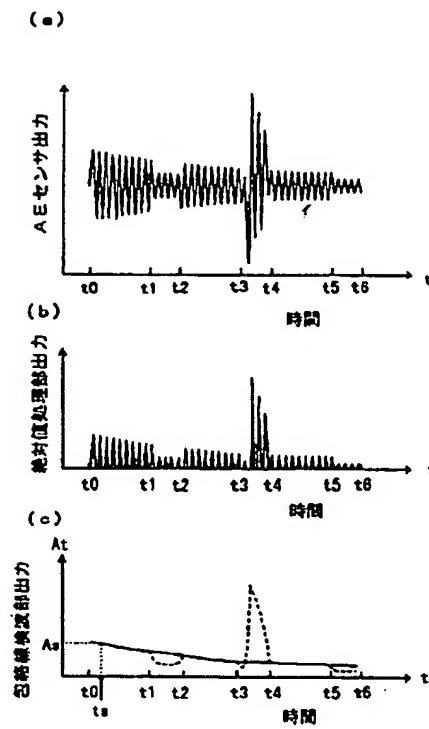 (a)
AEセンサ出力
t0 t1 t2 t3 t4 t5 t6 t
時間
(b)
絶対値処理部出力
t0 t1 t2 t3 t4 t5 t6 t
時間
(c)
At
包絡線検波部出力
As
t0 t1 t2 t3 t4 t5 t6 t
ts
時間